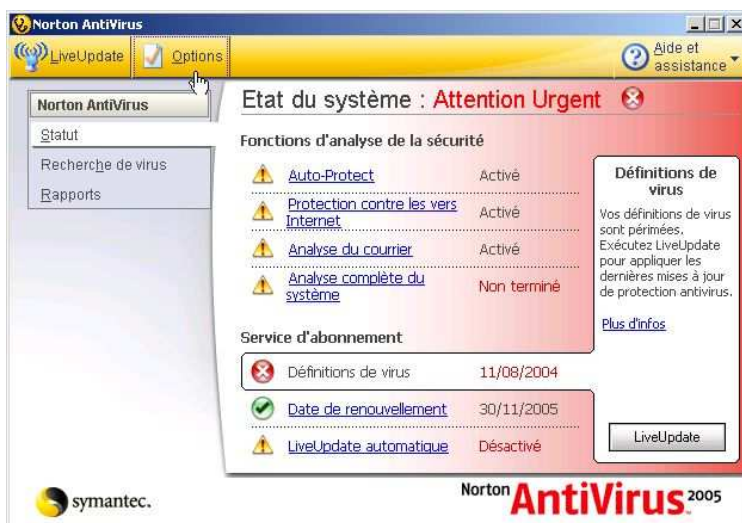 Norton AntiVirus
LiveUpdate
Options
Aide et
assistance
Norton AntiVirus
Statut
Recherche de virus
Rapports
Etat du système : Attention Urgent
Fonctions d'analyse de la sécurité
Auto-Protect Activé
Protection contre les vers
Internet Activé
Analyse du courrier Activé
Analyse complète du
système Non terminé
Service d'abonnement
Définitions de virus 11/08/2004
Date de renouvellement 30/11/2005
LiveUpdate automatique Désactivé
Définitions de
virus
Vos définitions de virus
sont périmées.
Exécutez LiveUpdate
pour appliquer les
dernières mises à jour
de protection antivirus.
Plus d'infos
LiveUpdate
symantec.
Norton AntiVirus 2005